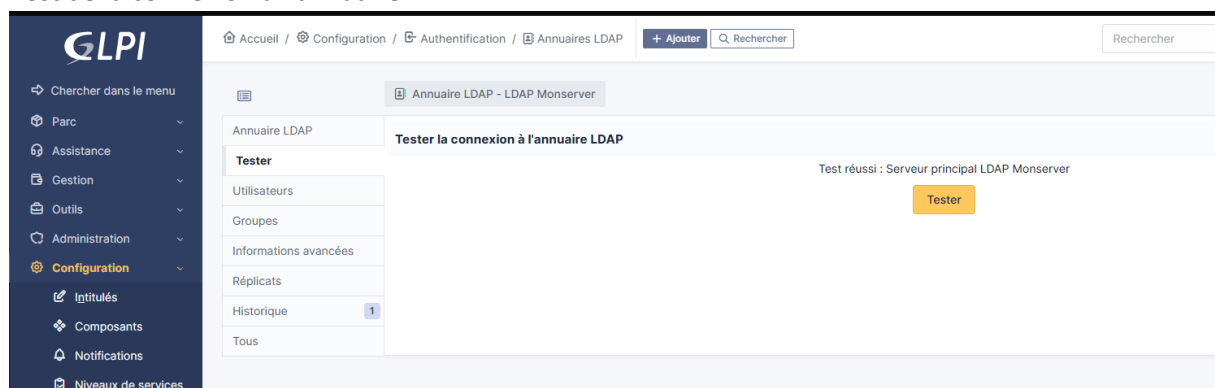 GLPI
Accueil / Configuration / Authentification / Annuaires LDAP
+ Ajouter
Rechercher
Rechercher
Chercher dans le menu
Parc
Assistance
Gestion
Outils
Administration
Configuration
Intitulés
Composants
Notifications
Niveaux de services
Annuaire LDAP - LDAP Monserver
Annuaire LDAP
Tester
Utilisateurs
Groupes
Informations avancées
Réplicats
Historique 1
Tous
Tester la connexion à l'annuaire LDAP
Test réussi : Serveur principal LDAP Monserver
Tester